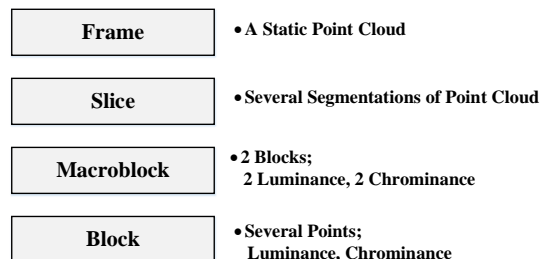 Frame
• A Static Point Cloud
Slice
• Several Segmentations of Point Cloud
Macroblock
• 2 Blocks;
2 Luminance, 2 Chrominance
Block
• Several Points;
Luminance, Chrominance